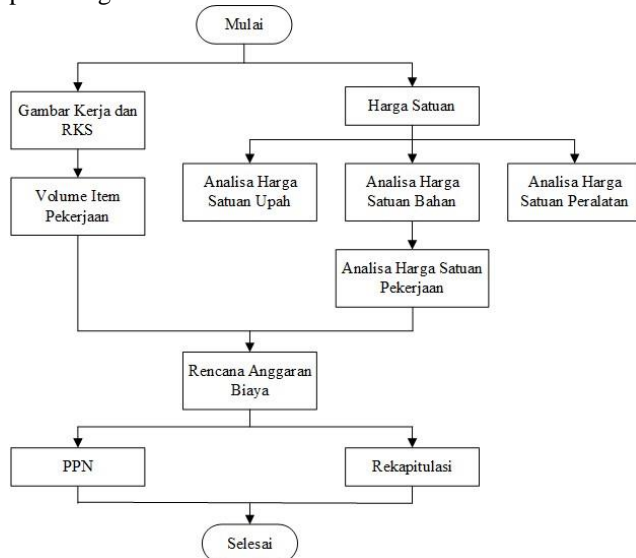 Mulai
Gambar Kerja dan
RKS
Harga Satuan
Volume Item
Pekerjaan
Analisa Harga
Satuan Upah
Analisa Harga
Satuan Bahan
Analisa Harga
Satuan Peralatan
Analisa Harga Satuan
Pekerjaan
Rencana Anggaran
Biaya
PPN
Rekapitulasi
Selesai